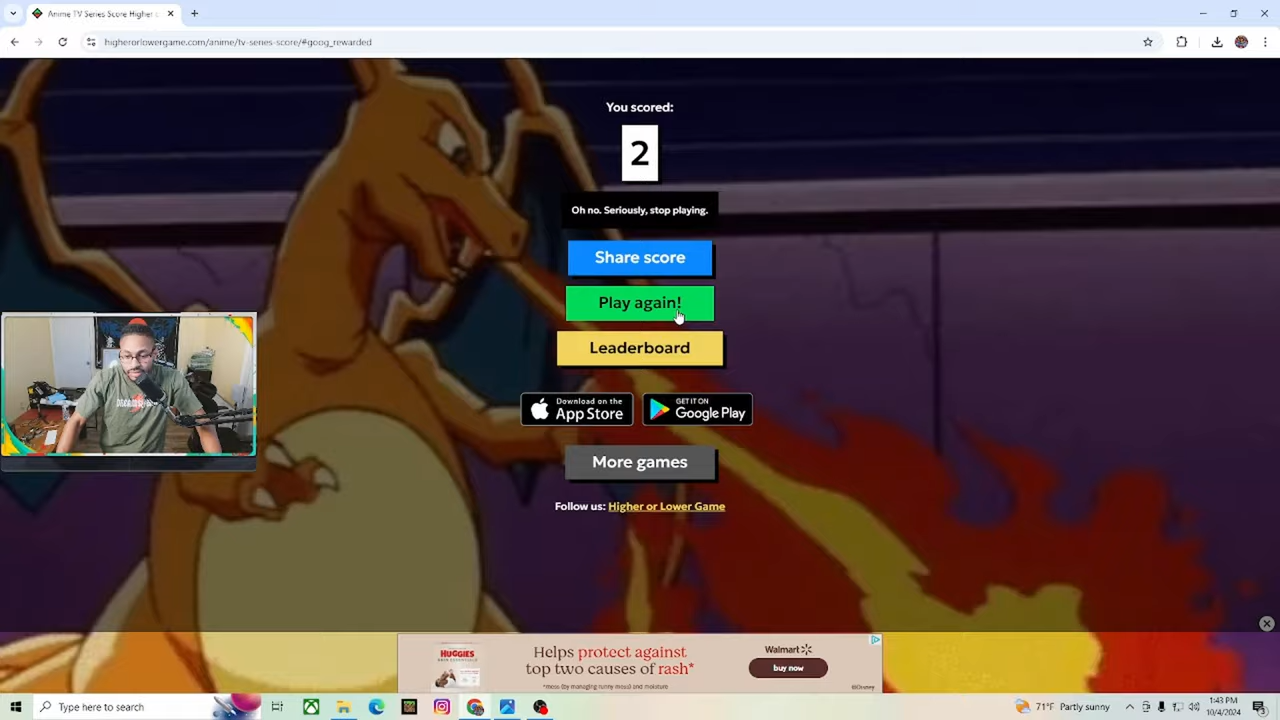 Anime TV Series Score Higher o
higherorlowergame.com/anime/tv-series-score/#goog_rewarded
You scored:
2
Oh no. Seriously, stop playing.
Share score
Play again!
Leaderboard
Download on the
App Store
GET IT ON
Google Play
More games
Follow us: Higher or Lower Game
HUGGIES
Helps protect against
top two causes of rash*
Walmart
buy now
©Disney
Type here to search
71°F Partly sunny
1:43 PM
10/4/2024